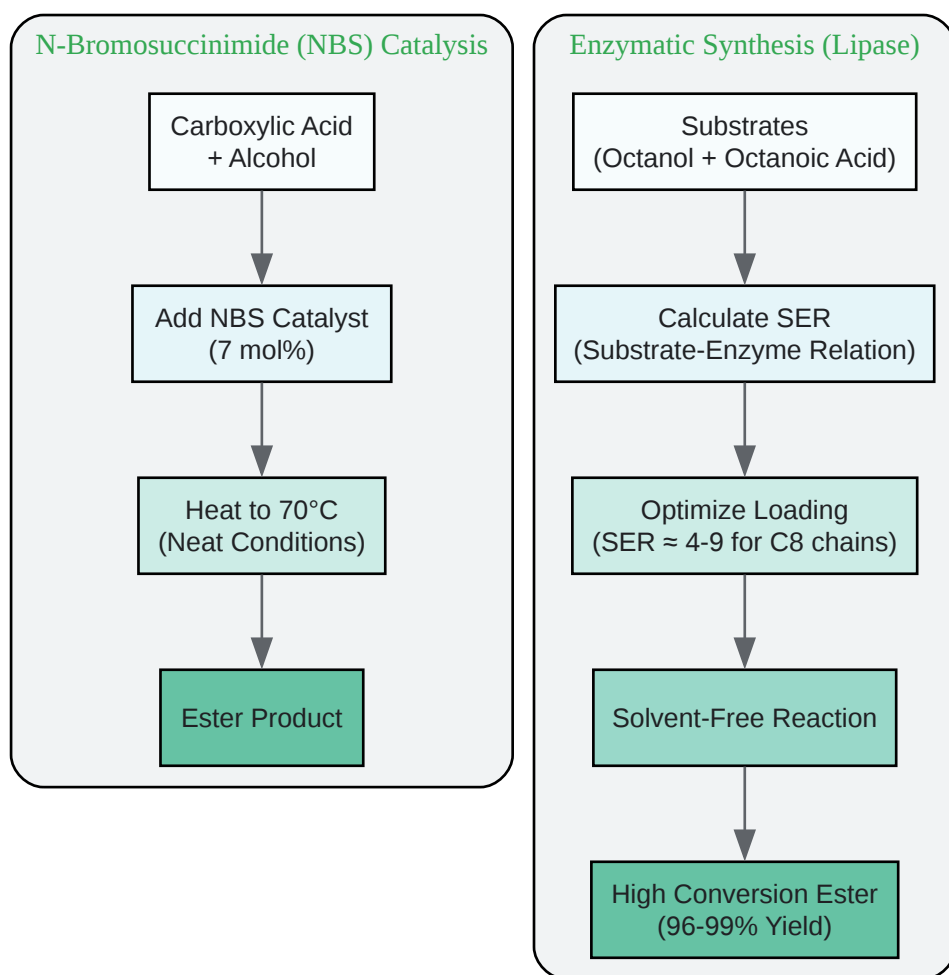 N-Bromosuccinimide (NBS) Catalysis
Carboxylic Acid
+ Alcohol
Add NBS Catalyst
(7 mol%)
Heat to 70°C
(Neat Conditions)
Ester Product
Enzymatic Synthesis (Lipase)
Substrates
(Octanol + Octanoic Acid)
Calculate SER
(Substrate-Enzyme Relation)
Optimize Loading
(SER ≈ 4-9 for C8 chains)
Solvent-Free Reaction
High Conversion Ester
(96-99% Yield)